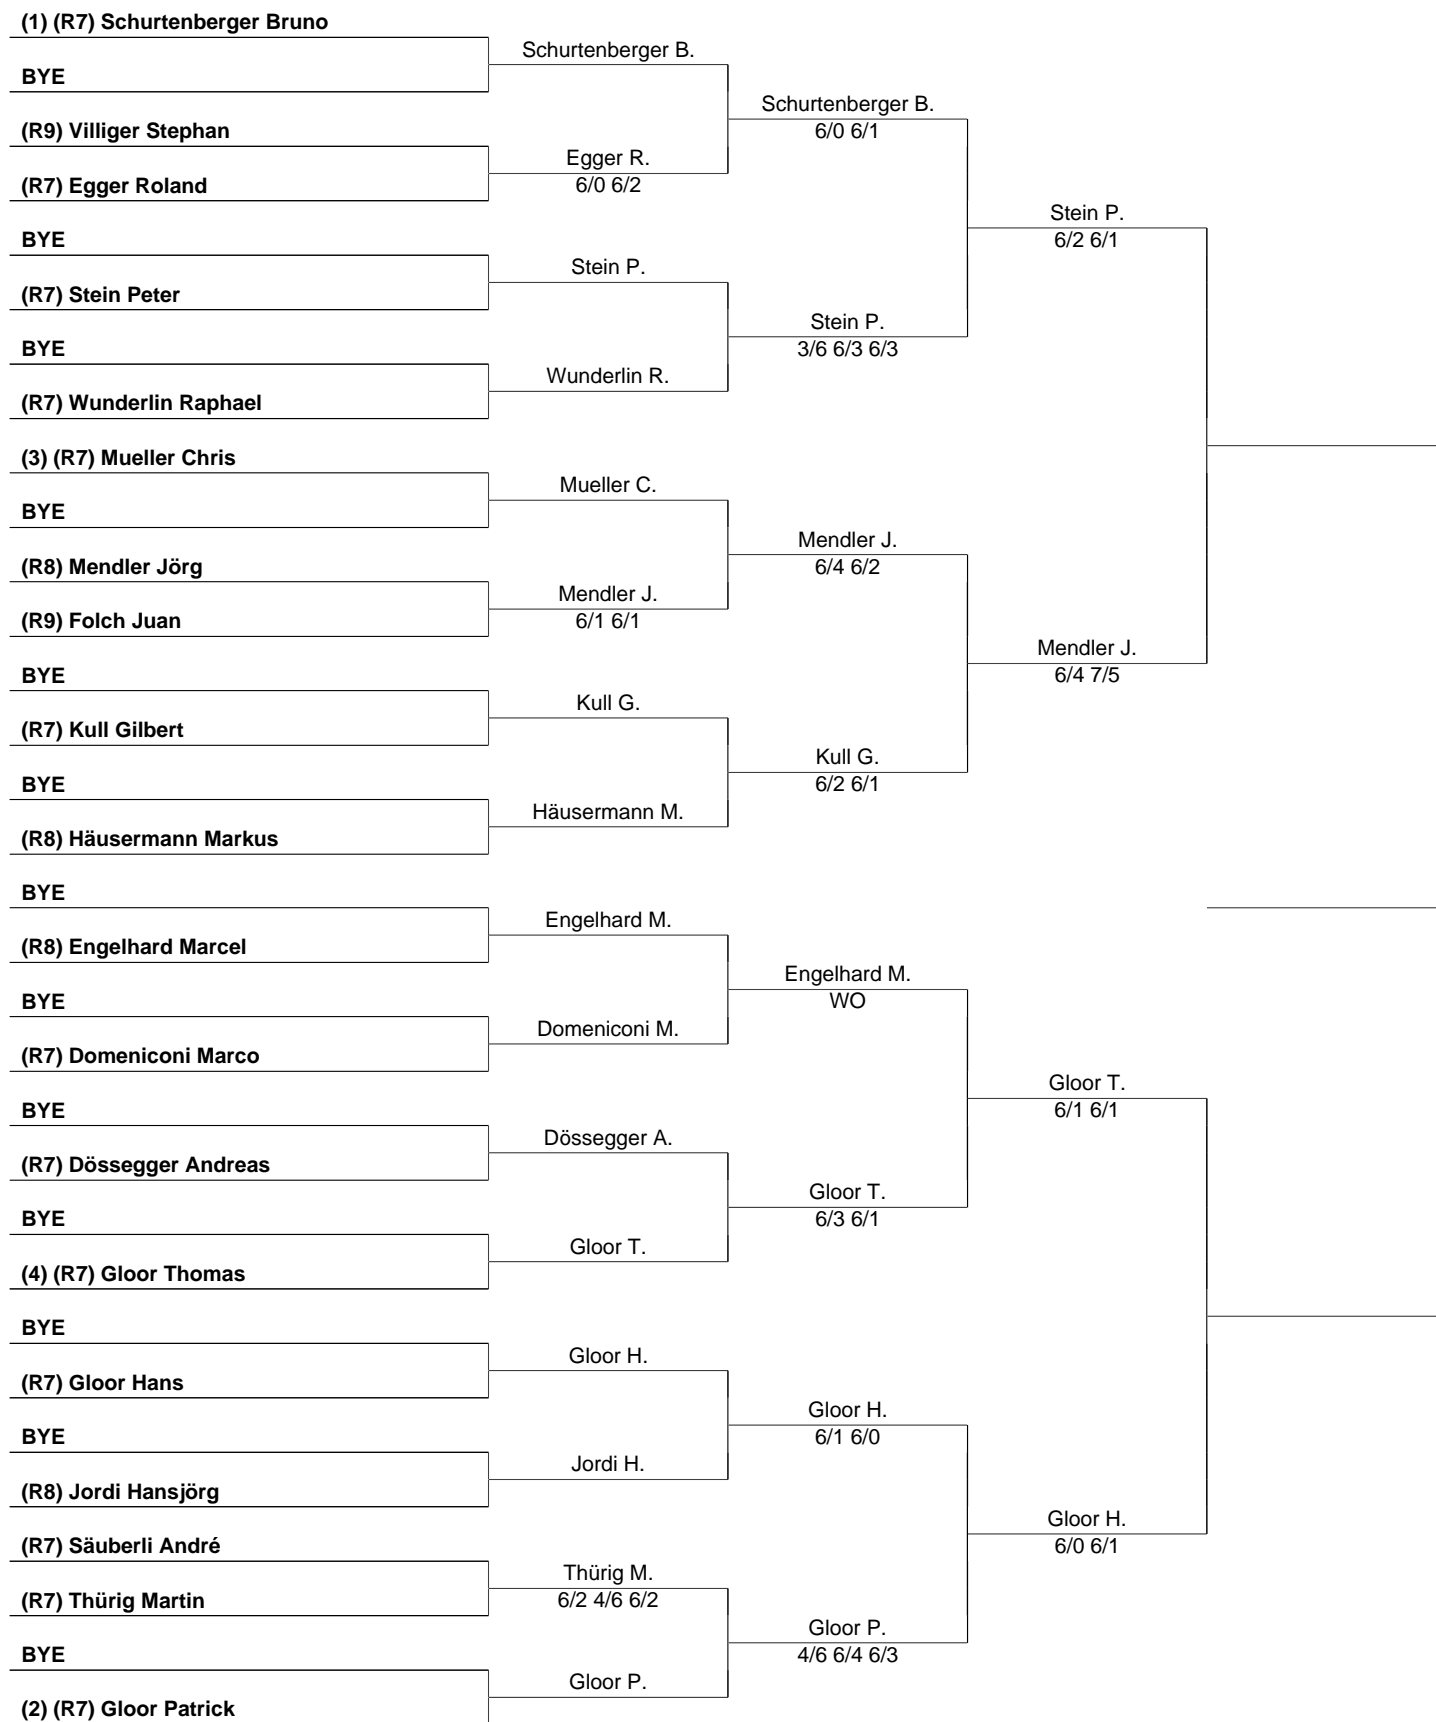 (1) (R7) Schurtenberger Bruno
BYE
(R9) Villiger Stephan
(R7) Egger Roland
BYE
(R7) Stein Peter
BYE
(R7) Wunderlin Raphael
(3) (R7) Mueller Chris
BYE
(R8) Mendler Jörg
(R9) Folch Juan
BYE
(R7) Kull Gilbert
BYE
(R8) Häusermann Markus
BYE
(R8) Engelhard Marcel
BYE
(R7) Domeniconi Marco
BYE
(R7) Dössegger Andreas
BYE
(4) (R7) Gloor Thomas
BYE
(R7) Gloor Hans
BYE
(R8) Jordi Hansjörg
(R7) Säuberli André
(R7) Thürig Martin
BYE
(2) (R7) Gloor Patrick
Schurtenberger B.
Egger R.
6/0 6/2
Stein P.
Wunderlin R.
Mueller C.
Mendler J.
6/1 6/1
Kull G.
Häusermann M.
Engelhard M.
Domeniconi M.
Dössegger A.
Gloor T.
Gloor H.
Jordi H.
Thürig M.
6/2 4/6 6/2
Gloor P.
Schurtenberger B.
6/0 6/1
Stein P.
3/6 6/3 6/3
Mendler J.
6/4 6/2
Kull G.
6/2 6/1
Engelhard M.
WO
Gloor T.
6/3 6/1
Gloor H.
6/1 6/0
Gloor P.
4/6 6/4 6/3
Stein P.
6/2 6/1
Mendler J.
6/4 7/5
Gloor T.
6/1 6/1
Gloor H.
6/0 6/1